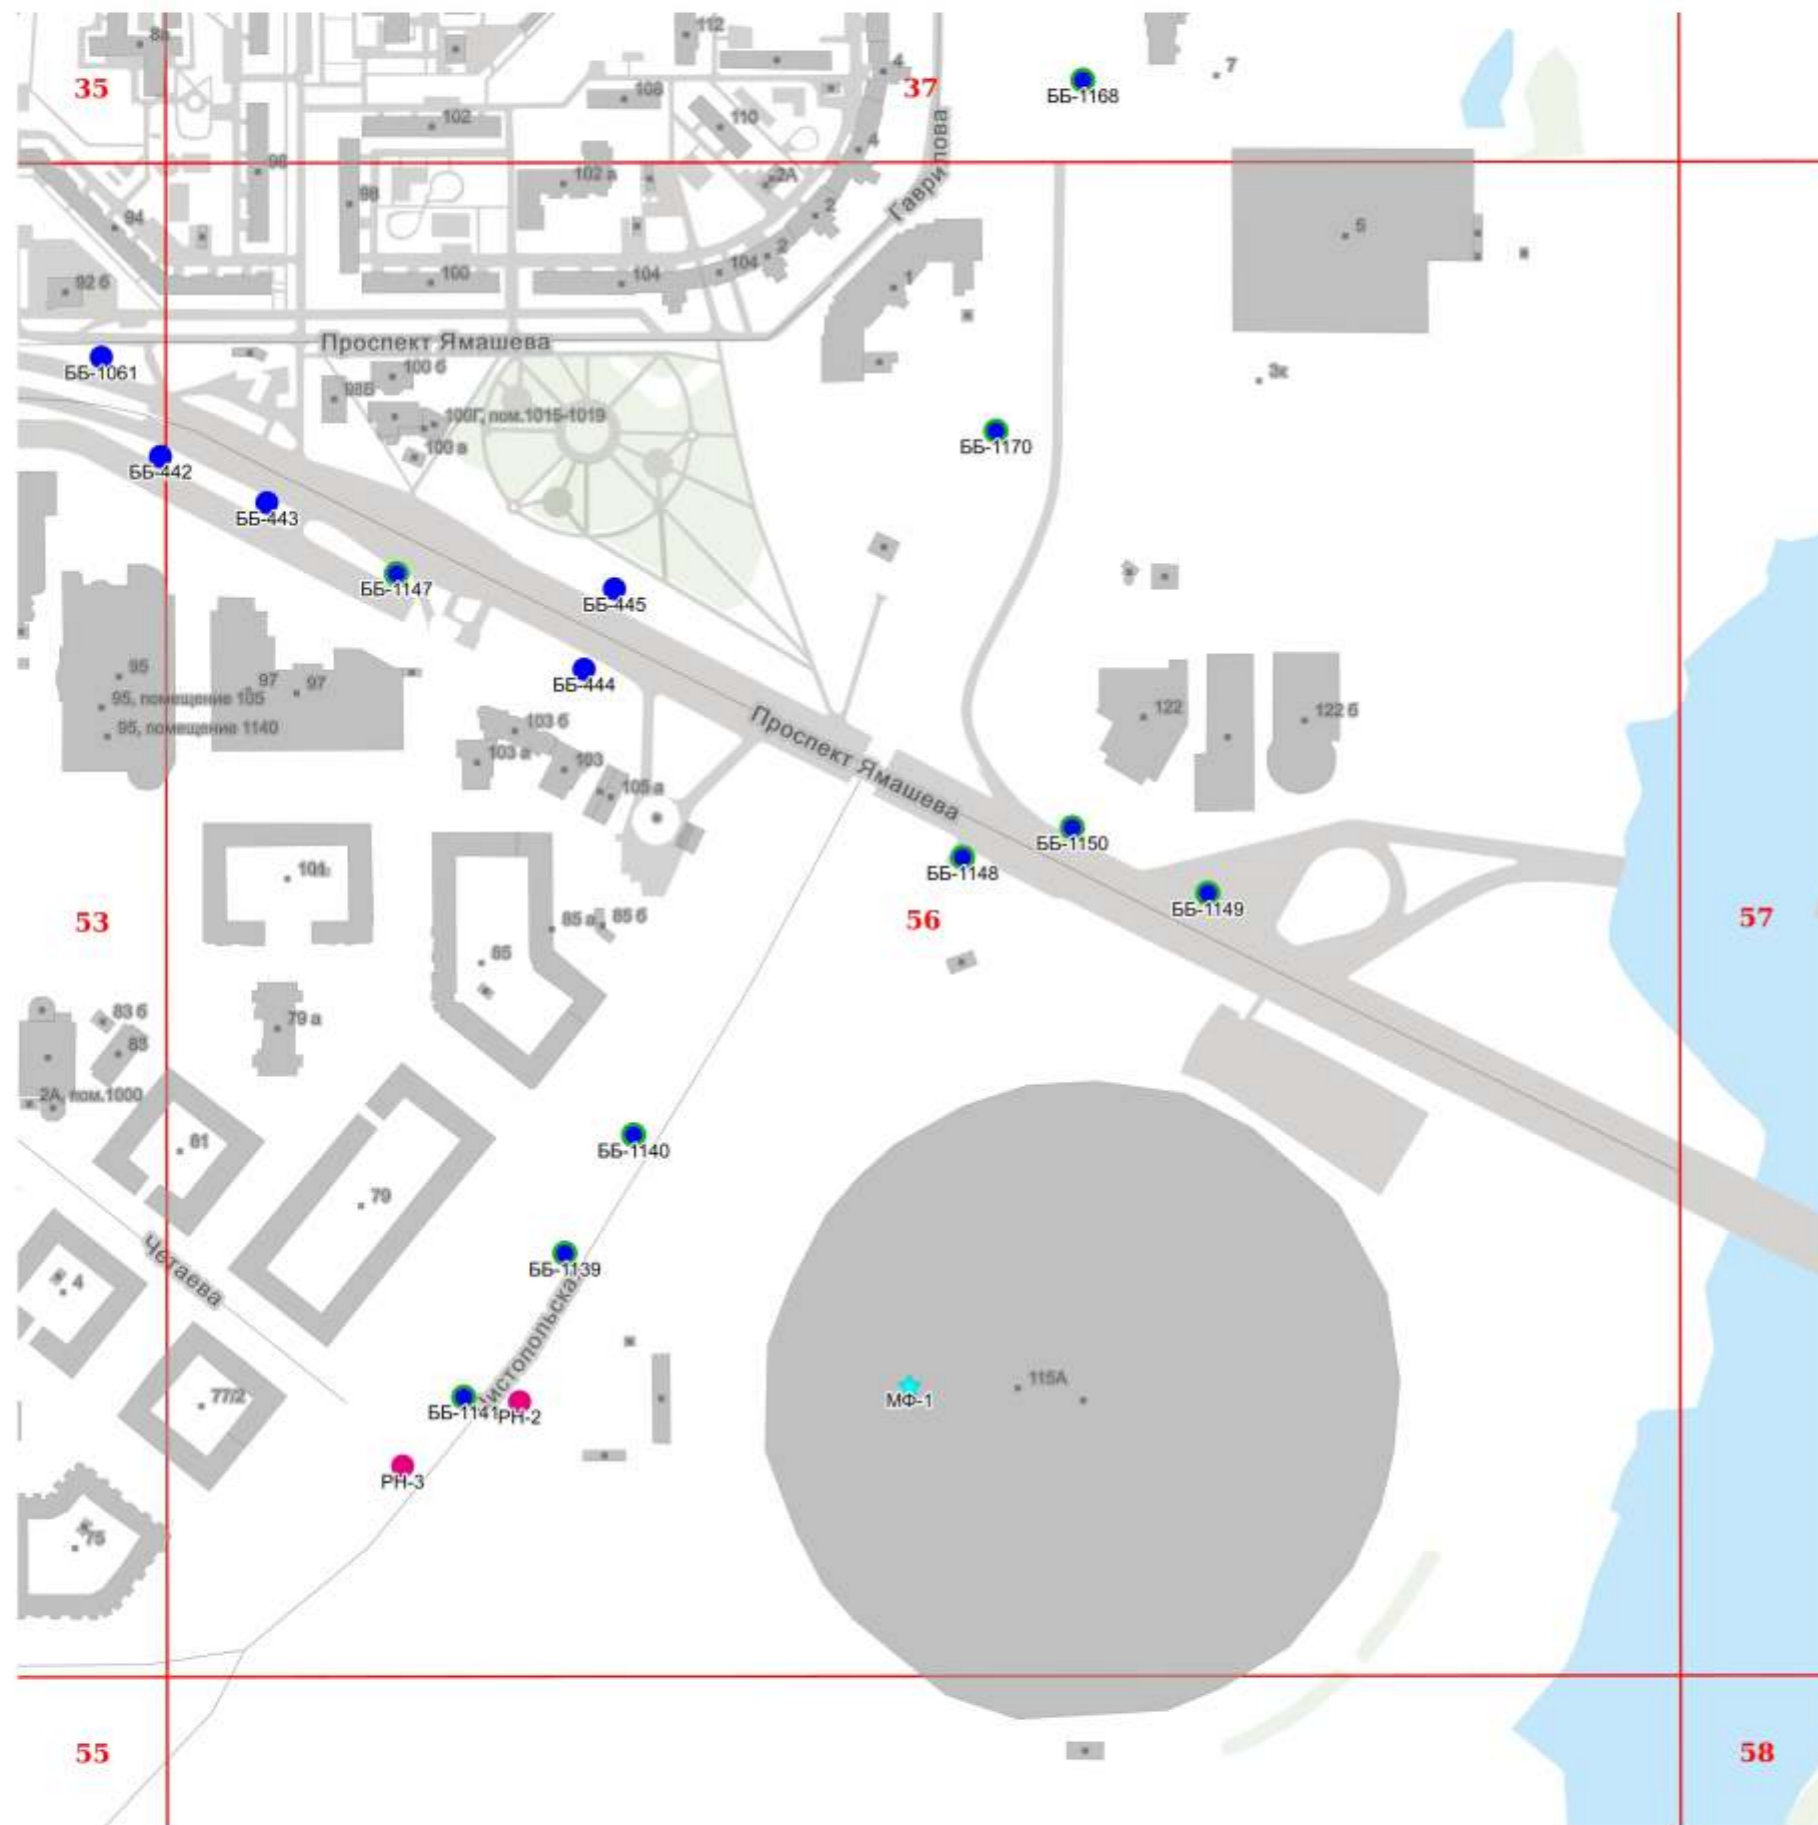 8а
112
4
7
35
37
108
ББ-1168
102
110
4
Гаврилова
98
102 а
2А
98
2
94
5
2
104
100
104
1
92 б
Проспект Ямашева
100 б
ББ-1061
3к
98Б
100Г, пом.1015-1019
100 а
ББ-1170
ББ-442
ББ-443
ББ-1147
ББ-445
95
97
97
ББ-444
95, помещение 105
122
122 б
103 б
95, помещение 1140
Проспект Ямашева
103 а
103
105 а
ББ-1150
101
ББ-1148
ББ-1149
53
85 а
85 б
56
57
85
83 б
79 а
83
2А, пом.1000
81
ББ-1140
79
Четаева
ББ-1139
4
115А
77/2
МФ-1
ББ-1141
РН-2
РН-3
75
55
58